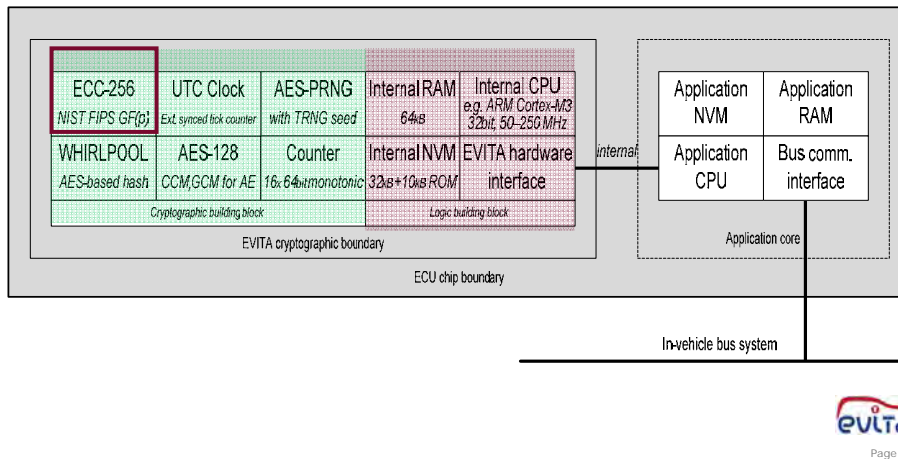 ECC-256
NIST FIPS GF(p)
UTC Clock
Ext. synced tick counter
AES-PRNG
with TRNG seed
Internal RAM
64kB
Internal CPU
e.g. ARM Cortex-M3
32bit, 50–250 MHz
WHIRLPOOL
AES-based hash
AES-128
CCM,GCM for AE
Counter
16x 64bit monotonic
Internal NVM
32kB+10kB ROM
EVITA hardware
interface
Cryptographic building block
Logic building block
EVITA cryptographic boundary
ECU chip boundary
internal
Application
NVM
Application
RAM
Application
CPU
Bus comm.
interface
Application core
In-vehicle bus system
Page